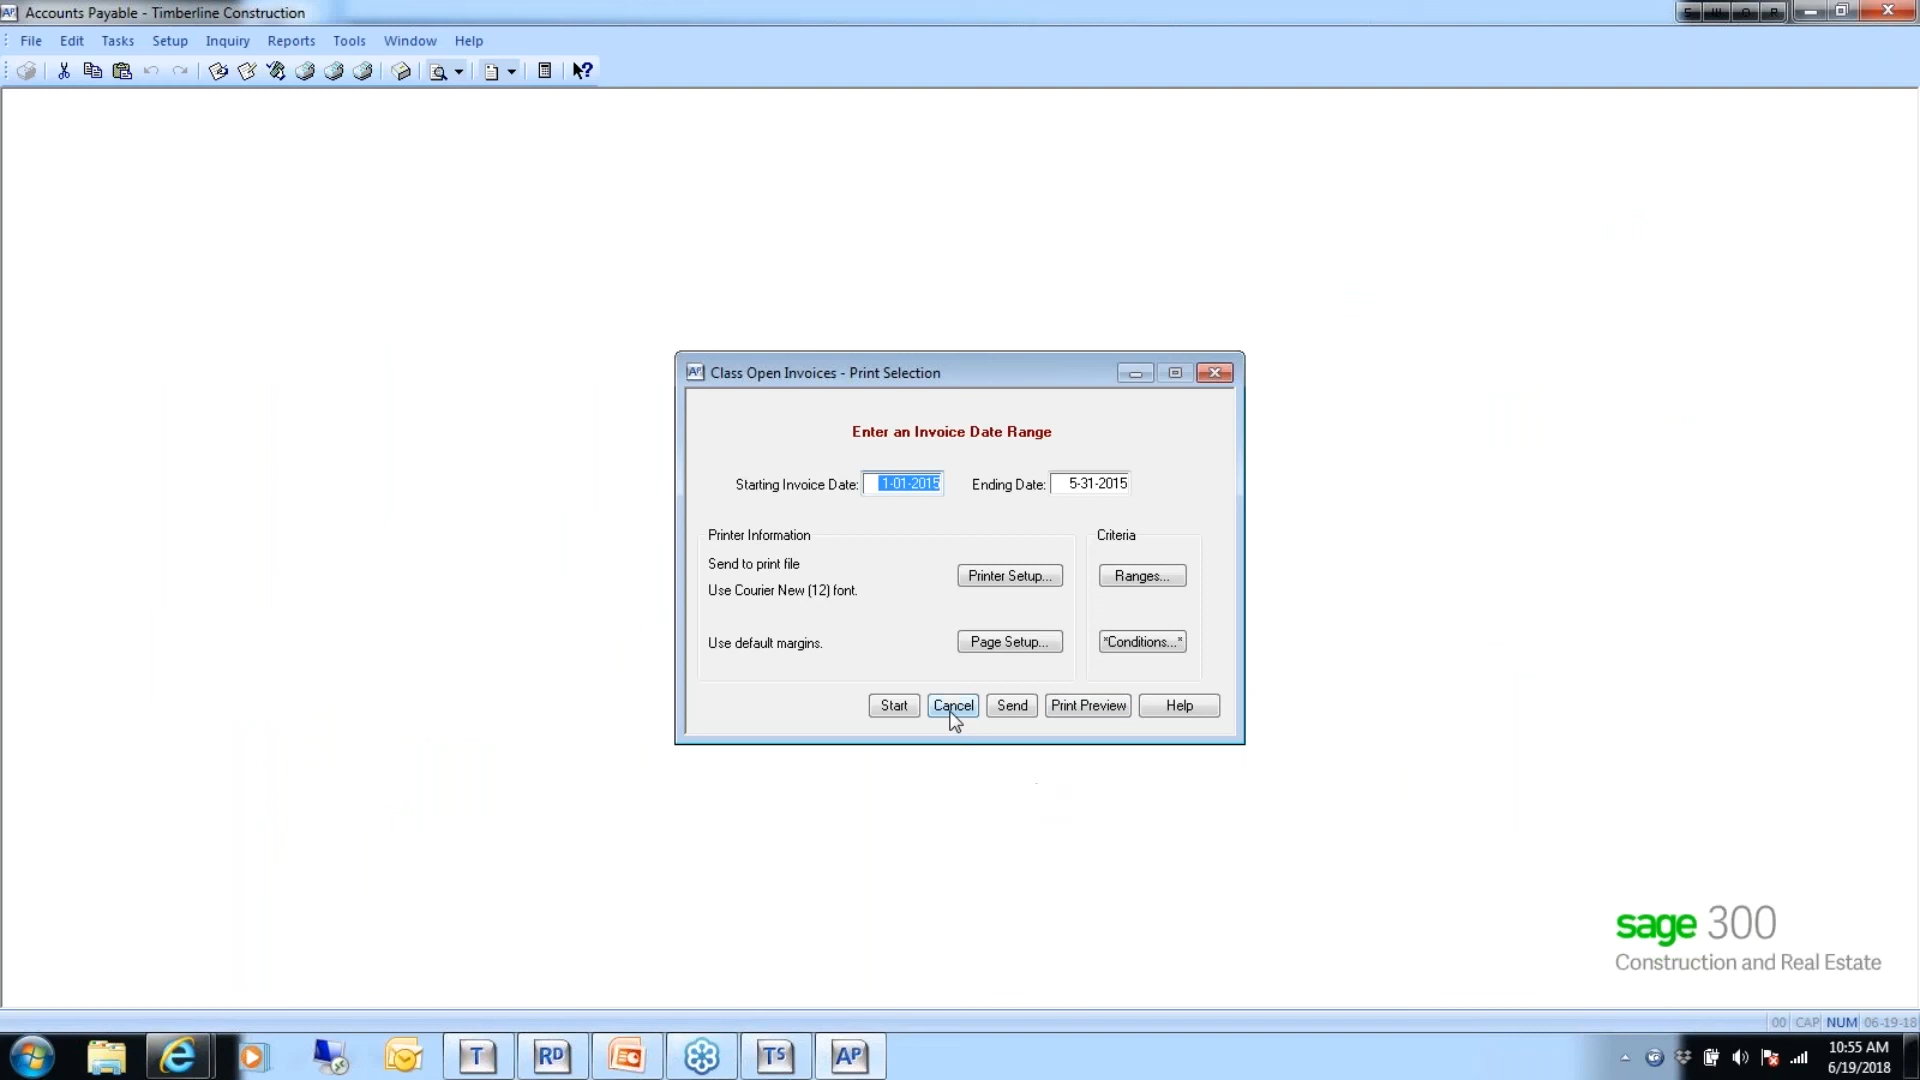 Accounts Payable - Timberline Construction
File Edit Tasks Setup Inquiry Reports Tools Window Help
Class Open Invoices - Print Selection
Enter an Invoice Date Range
Starting Invoice Date: 1-01-2015 Ending Date: 5-31-2015
Printer Information Criteria
Send to print file
Printer Setup... Ranges...
Use Courier New (12) font.
Use default margins. Page Setup... *Conditions...*
Start Cancel Send Print Preview Help
sage 300
Construction and Real Estate
00 CAP NUM 06-19-18
T RD TS AP
10:55 AM
6/19/2018